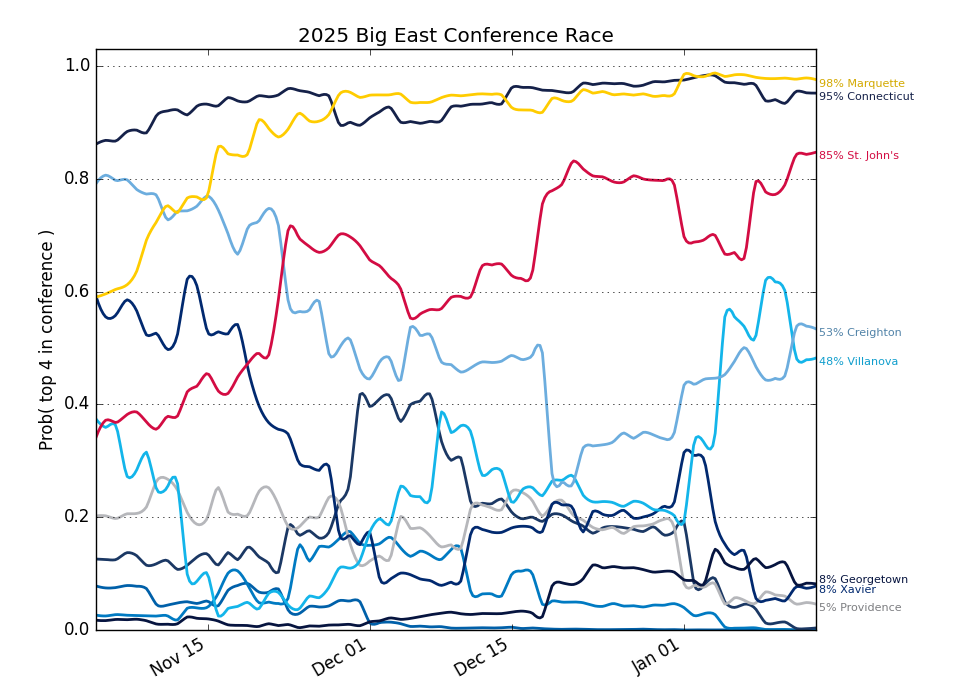 2025 Big East Conference Race
Prob( top 4 in conference )
1.0
0.8
0.6
0.4
0.2
0.0
Nov 15
Dec 01
Dec 15
Jan 01
98% Marquette
95% Connecticut
85% St. John's
53% Creighton
48% Villanova
8% Georgetown
8% Xavier
5% Providence